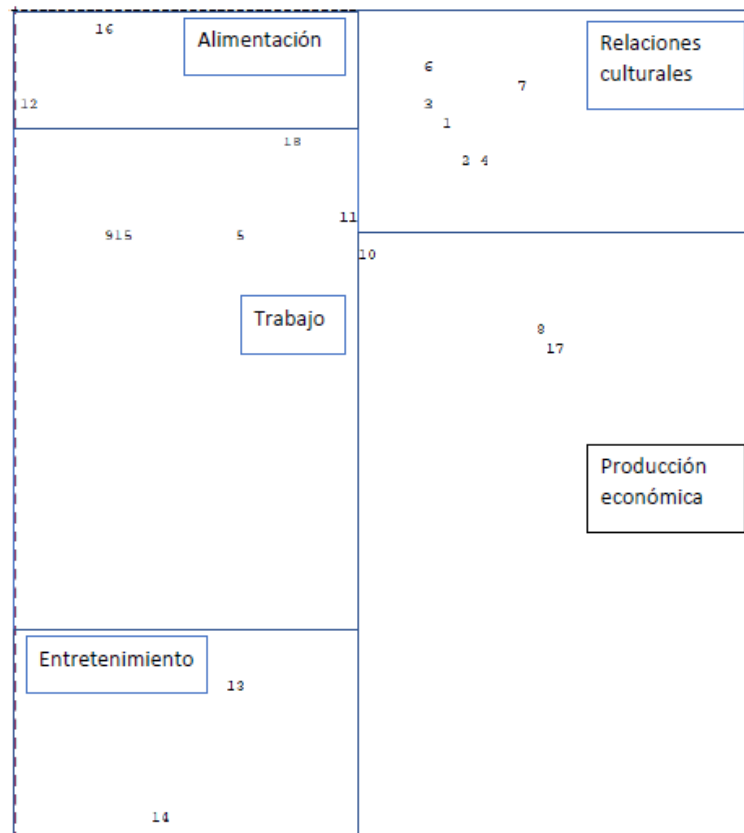 16
Alimentación
Relaciones
culturales
6
7
12
3
1
18
2 4
11
915
5
10
Trabajo
8
17
Producción
económica
Entretenimiento
13
14